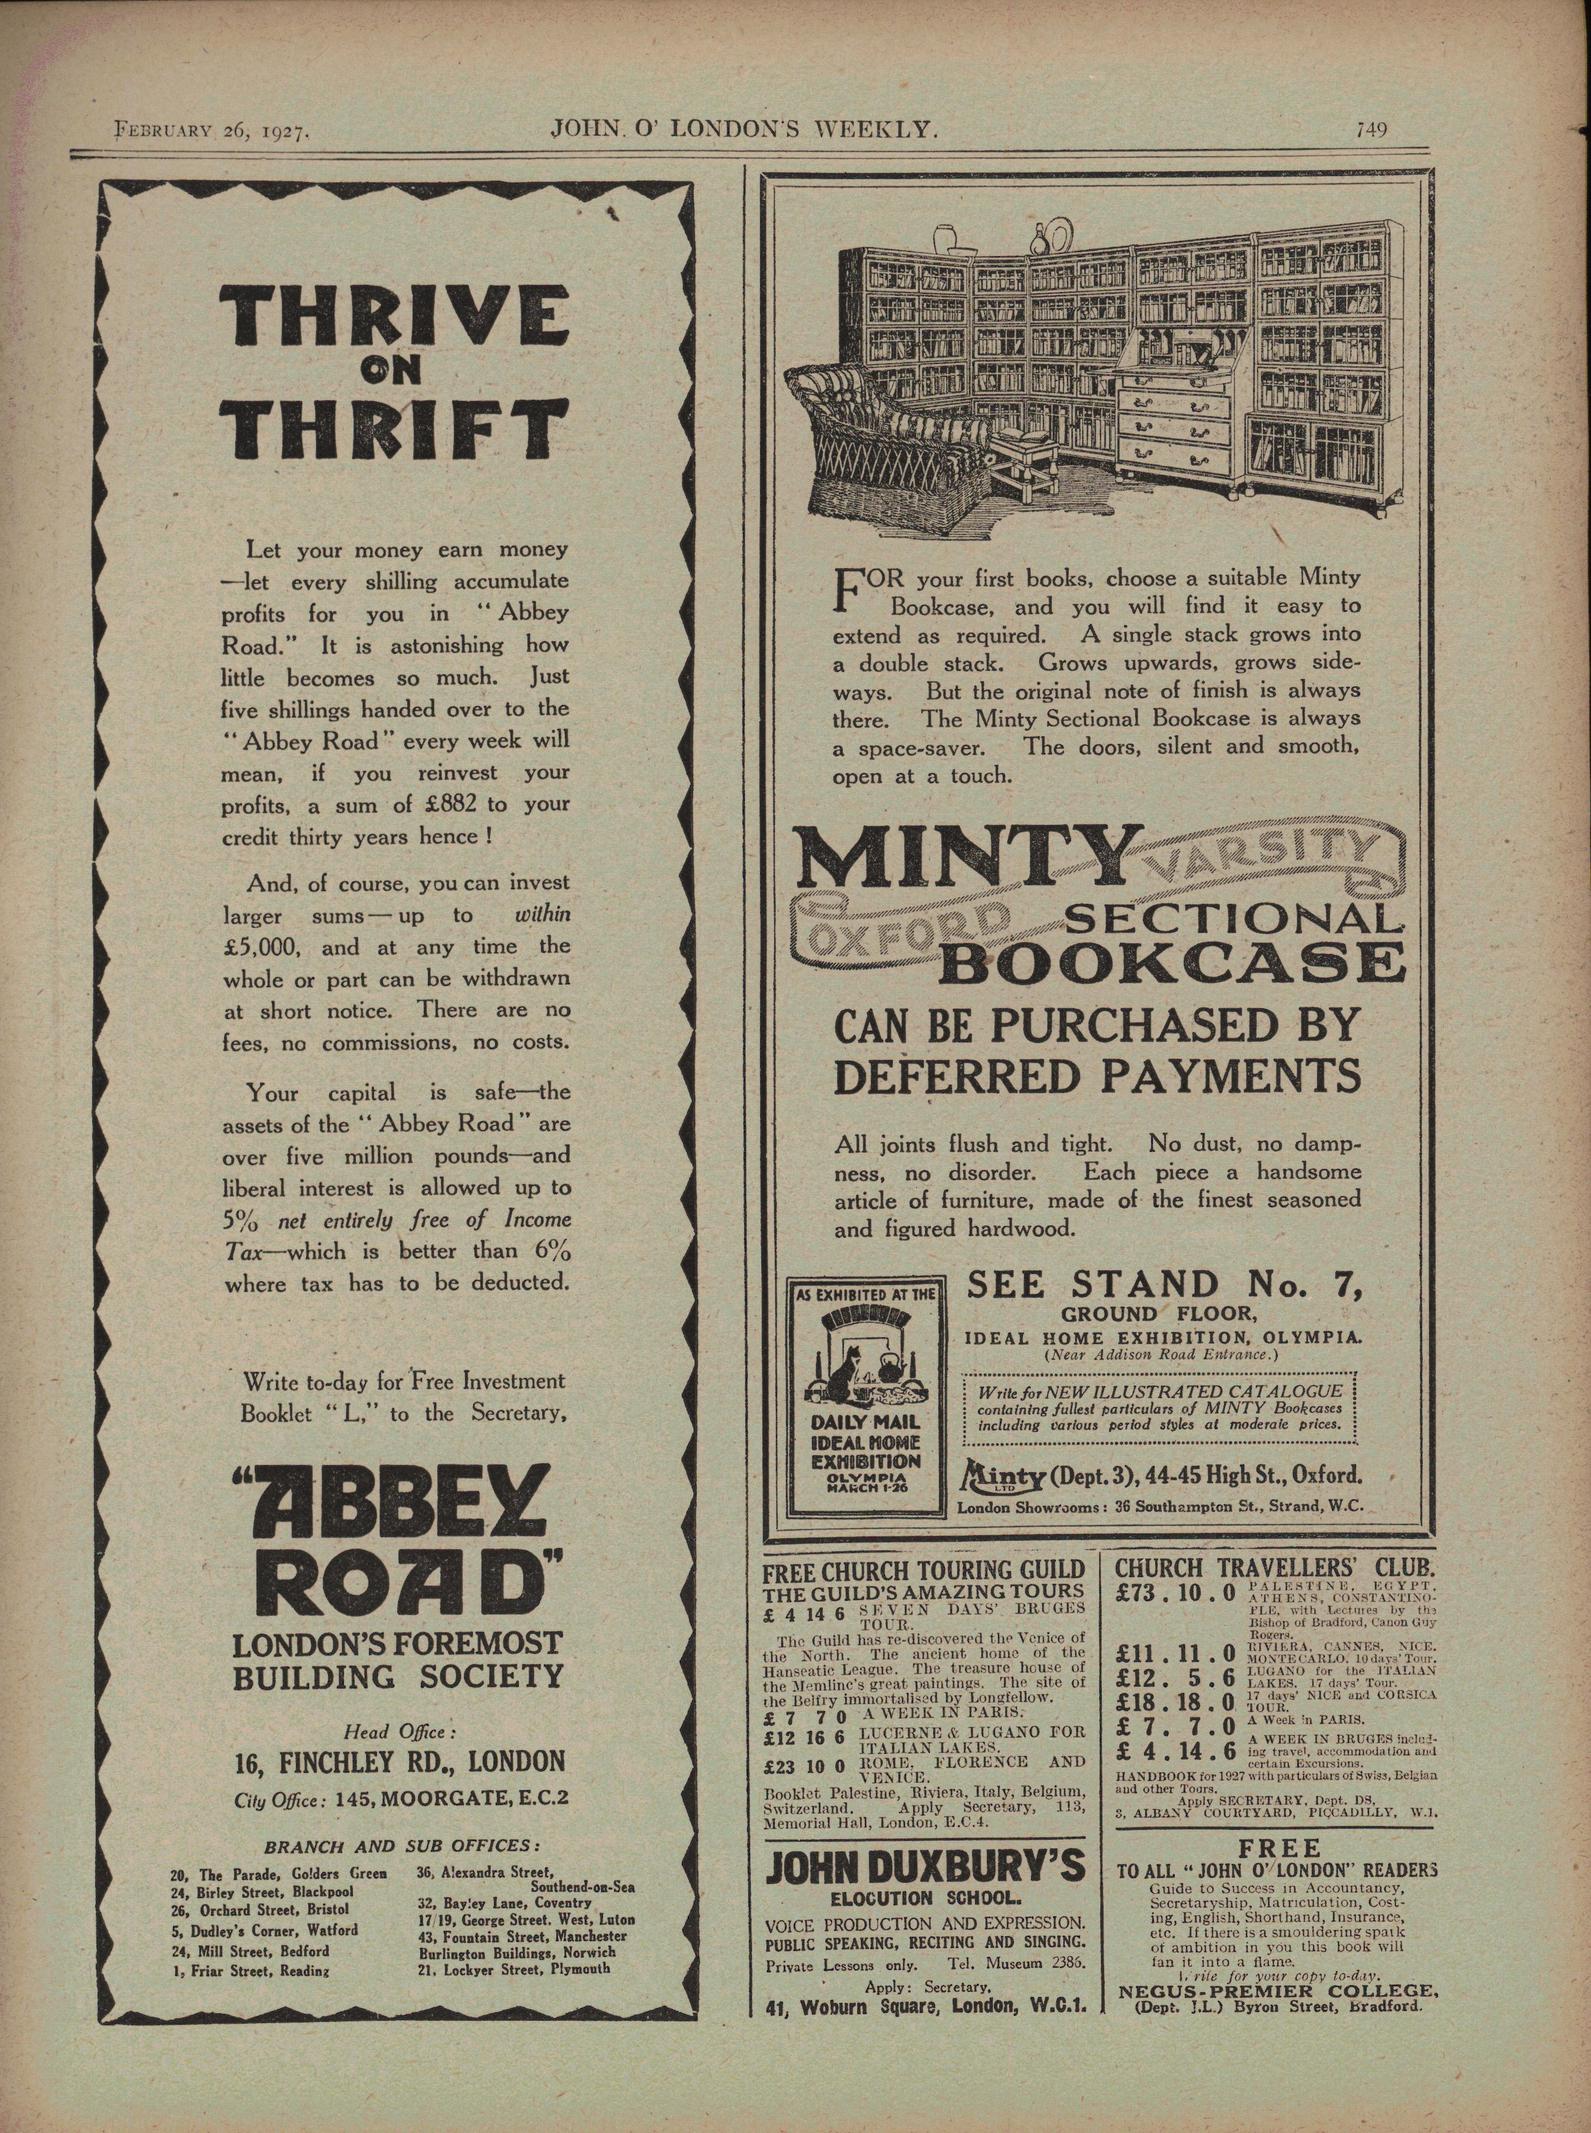 FEBRUARY 26, 1927.
JOHN O' LONDON'S WEEKLY.
749
THRIVE
ON
THRIFT
Let your money earn money
—let every shilling accumulate
profits for you in "Abbey
Road." It is astonishing how
little becomes so much. Just
five shillings handed over to the
"Abbey Road" every week will
mean, if you reinvest your
profits, a sum of £882 to your
credit thirty years hence !
And, of course, you can invest
larger sums—up to within
£5,000, and at any time the
whole or part can be withdrawn
at short notice. There are no
fees, no commissions, no costs.
Your capital is safe—the
assets of the "Abbey Road" are
over five million pounds—and
liberal interest is allowed up to
5% net entirely free of Income
Tax—which is better than 6%
where tax has to be deducted.
Write to-day for Free Investment
Booklet "L," to the Secretary,
"ABBEY
ROAD"
LONDON'S FOREMOST
BUILDING SOCIETY
Head Office :
16, FINCHLEY RD., LONDON
City Office: 145, MOORGATE, E.C.2
BRANCH AND SUB OFFICES :
20, The Parade, Golders Green
24, Birley Street, Blackpool
26, Orchard Street, Bristol
5, Dudley's Corner, Watford
24, Mill Street, Bedford
1, Friar Street, Reading
36, Alexandra Street,
Southend-on-Sea
32, Bayley Lane, Coventry
17/19, George Street. West, Luton
43, Fountain Street, Manchester
Burlington Buildings, Norwich
21, Lockyer Street, Plymouth
FOR your first books, choose a suitable Minty
Bookcase, and you will find it easy to
extend as required. A single stack grows into
a double stack. Grows upwards, grows side-
ways. But the original note of finish is always
there. The Minty Sectional Bookcase is always
a space-saver. The doors, silent and smooth,
open at a touch.
MINTY VARSITY
OXFORD SECTIONAL
BOOKCASE
CAN BE PURCHASED BY
DEFERRED PAYMENTS
All joints flush and tight. No dust, no damp-
ness, no disorder. Each piece a handsome
article of furniture, made of the finest seasoned
and figured hardwood.
AS EXHIBITED AT THE
DAILY MAIL
IDEAL HOME
EXHIBITION
OLYMPIA
MARCH 1-26
SEE STAND No. 7,
GROUND FLOOR,
IDEAL HOME EXHIBITION, OLYMPIA.
(Near Addison Road Entrance.)
Write for NEW ILLUSTRATED CATALOGUE
containing fullest particulars of MINTY Bookcases
including various period styles at moderate prices.
Minty LTD (Dept. 3), 44-45 High St., Oxford.
London Showrooms : 36 Southampton St., Strand, W.C.
FREE CHURCH TOURING GUILD
THE GUILD'S AMAZING TOURS
£4 14 6 SEVEN DAYS' BRUGES
TOUR.
The Guild has re-discovered the Venice of
the North. The ancient home of the
Hanseatic League. The treasure house of
the Memlinc's great paintings. The site of
the Belfry immortalised by Longfellow.
£7 7 0 A WEEK IN PARIS.
£12 16 6 LUCERNE & LUGANO FOR
ITALIAN LAKES.
£23 10 0 ROME, FLORENCE AND
VENICE.
Booklet Palestine, Riviera, Italy, Belgium,
Switzerland. Apply Secretary, 113,
Memorial Hall, London, E.C.4.
JOHN DUXBURY'S
ELOCUTION SCHOOL.
VOICE PRODUCTION AND EXPRESSION.
PUBLIC SPEAKING, RECITING AND SINGING.
Private Lessons only. Tel. Museum 2386.
Apply: Secretary,
41, Woburn Square, London, W.C.1.
CHURCH TRAVELLERS' CLUB.
£73.10.0 PALESTINE, EGYPT,
ATHENS, CONSTANTINO-
PLE, with Lectures by the
Bishop of Bradford, Canon Guy
Rogers.
£11.11.0 RIVIERA, CANNES, NICE,
MONTE CARLO. 10 days' Tour.
£12.5.6 LUGANO for the ITALIAN
LAKES. 17 days' Tour.
£18.18.0 17 days' NICE and CORSICA
TOUR.
£7.7.0 A Week in PARIS.
£4.14.6 A WEEK IN BRUGES includ-
ing travel, accommodation and
certain Excursions.
HANDBOOK for 1927 with particulars of Swiss, Belgian
and other Tours.
Apply SECRETARY, Dept. DS,
3, ALBANY COURTYARD, PICCADILLY, W.1.
FREE
TO ALL "JOHN O' LONDON" READERS
Guide to Success in Accountancy,
Secretaryship, Matriculation, Cost-
ing, English, Shorthand, Insurance,
etc. If there is a smouldering spark
of ambition in you this book will
fan it into a flame.
Write for your copy to-day.
NEGUS-PREMIER COLLEGE,
(Dept. J.L.) Byron Street, Bradford.